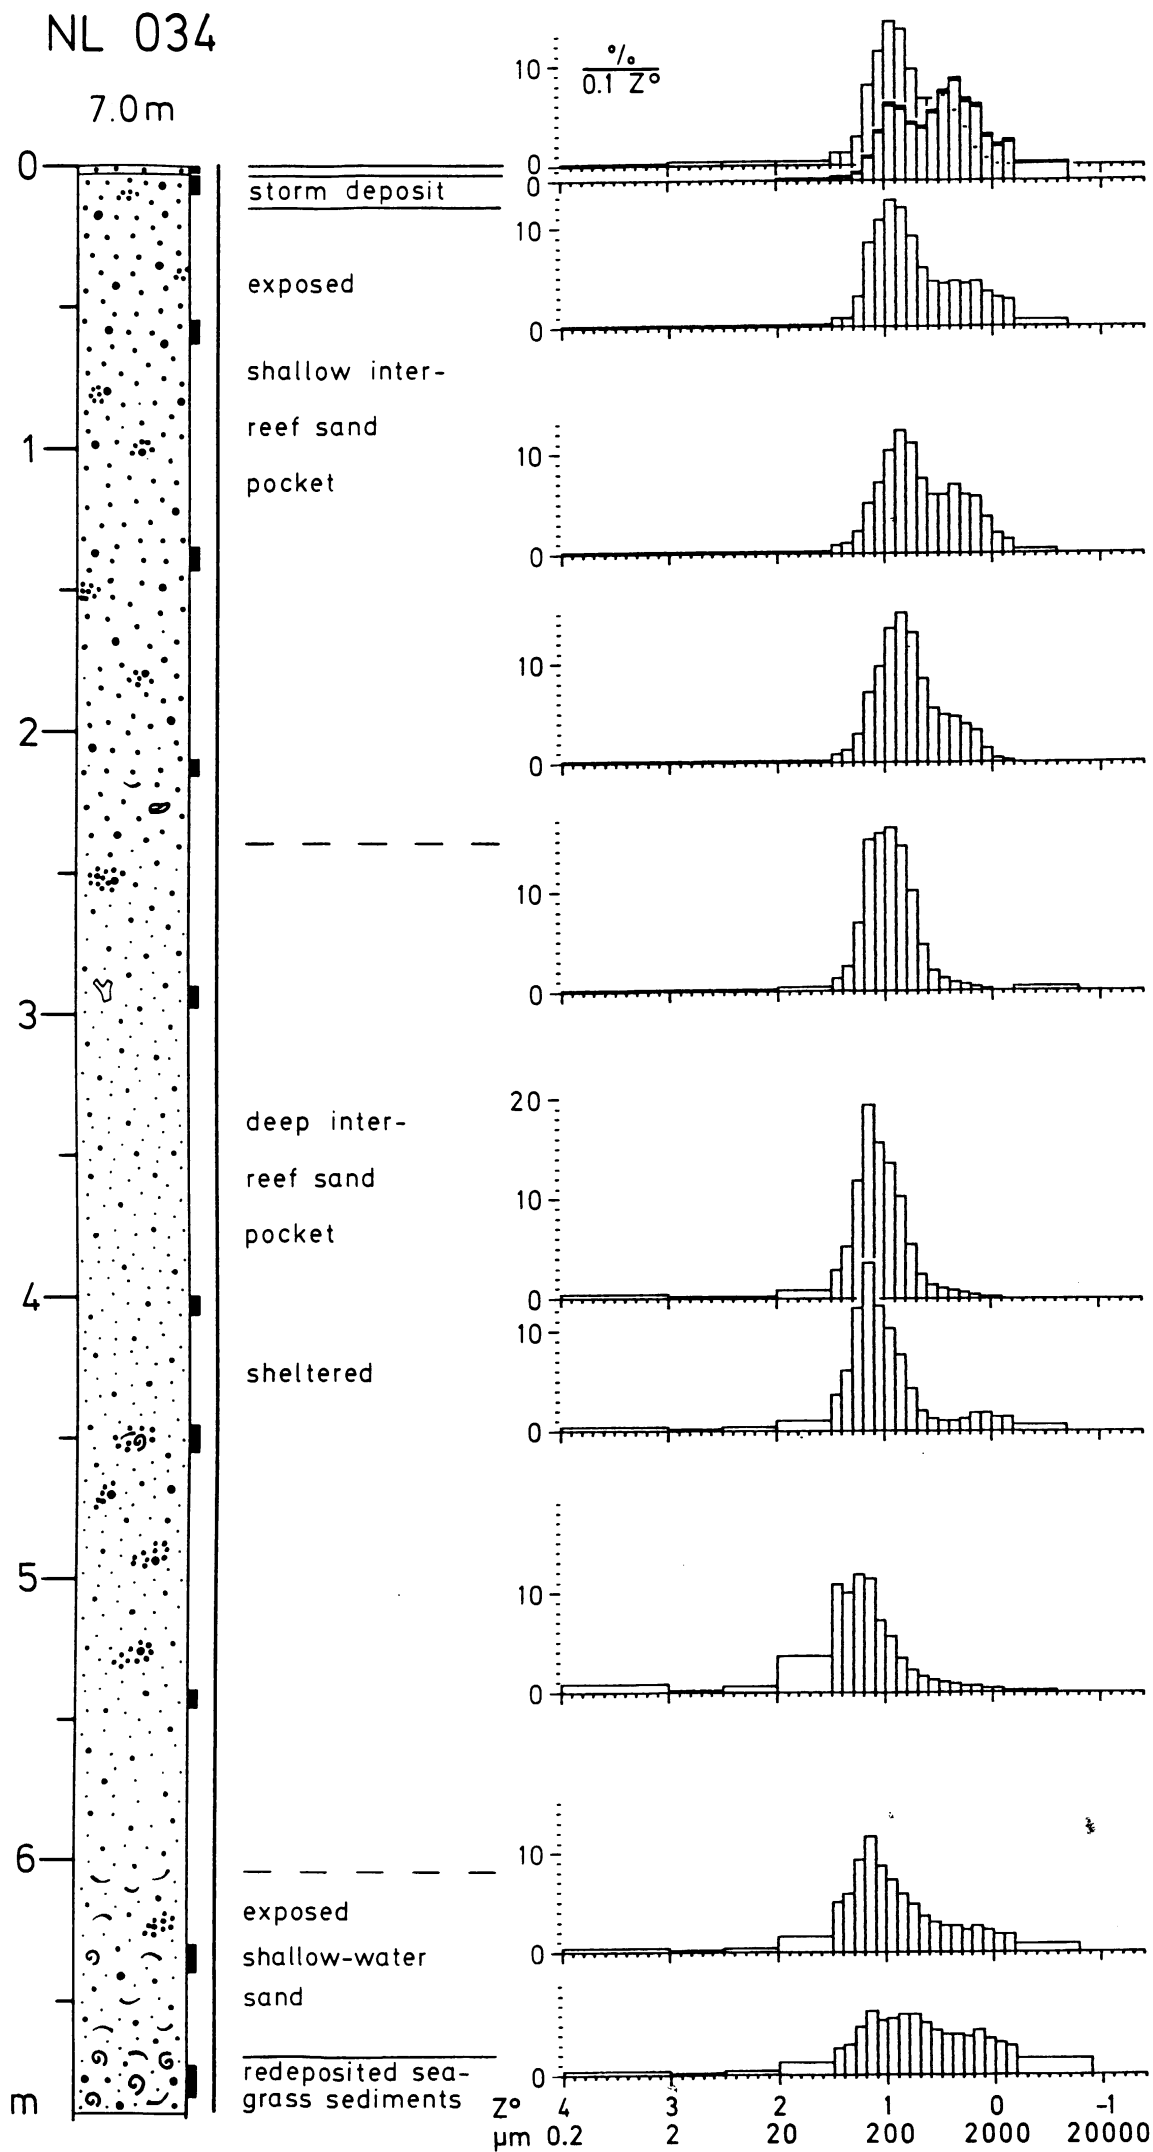 NL 034
7.0m
%
0.1 Z°
10
0
0
storm deposit
0
10
0
exposed
shallow inter-
reef sand
pocket
1
10
0
10
2
0
10
0
3
20
deep inter-
reef sand
pocket
10
4
0
10
sheltered
0
5
10
0
6
10
exposed
shallow-water
sand
0
redeposited sea-
grass sediments
0
m
Z° 4 3 2 1 0 -1
µm 0.2 2 20 200 2000 20000